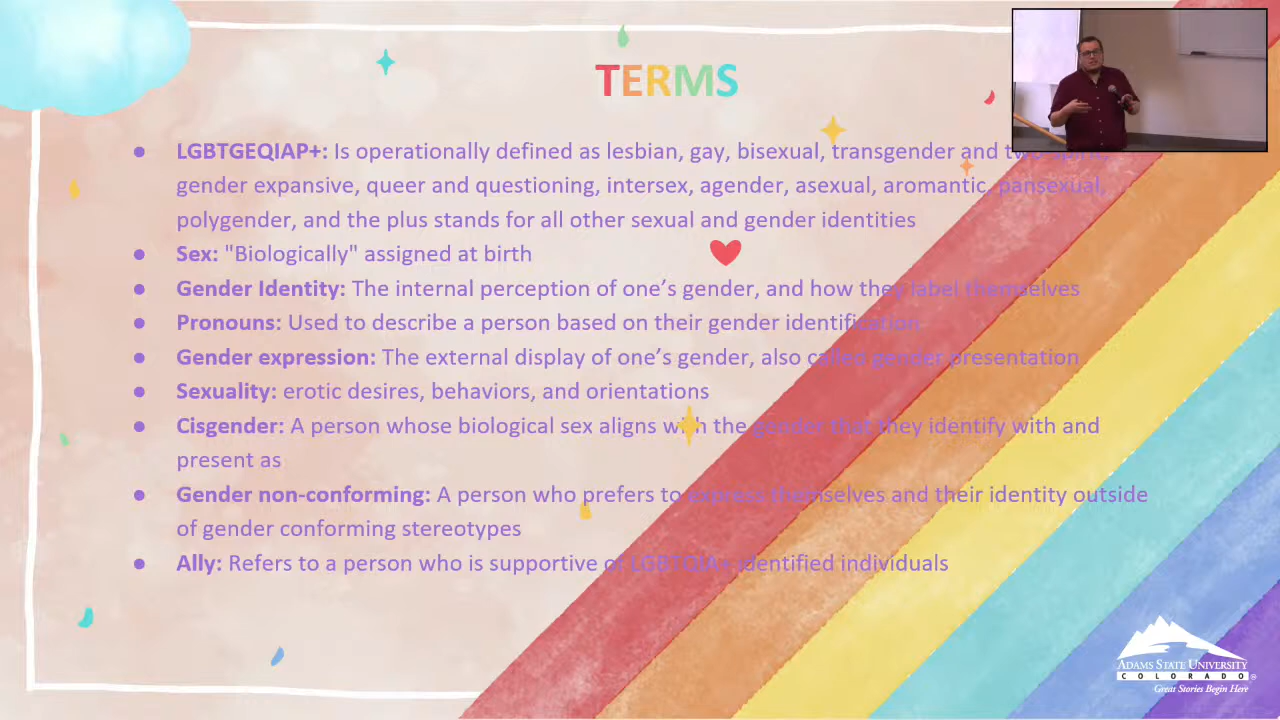 TERMS
● LGBTGEQIAP+: Is operationally defined as lesbian, gay, bisexual, transgender and two-spirit,
gender expansive, queer and questioning, intersex, agender, asexual, aromantic, pansexual,
polygender, and the plus stands for all other sexual and gender identities
● Sex: "Biologically" assigned at birth
● Gender Identity: The internal perception of one’s gender, and how they label themselves
● Pronouns: Used to describe a person based on their gender identification
● Gender expression: The external display of one’s gender, also called gender presentation
● Sexuality: erotic desires, behaviors, and orientations
● Cisgender: A person whose biological sex aligns with the gender that they identify with and
present as
● Gender non-conforming: A person who prefers to express themselves and their identity outside
of gender conforming stereotypes
● Ally: Refers to a person who is supportive of LGBTQIA+ identified individuals
ADAMS STATE UNIVERSITY
COLORADO®
Great Stories Begin Here